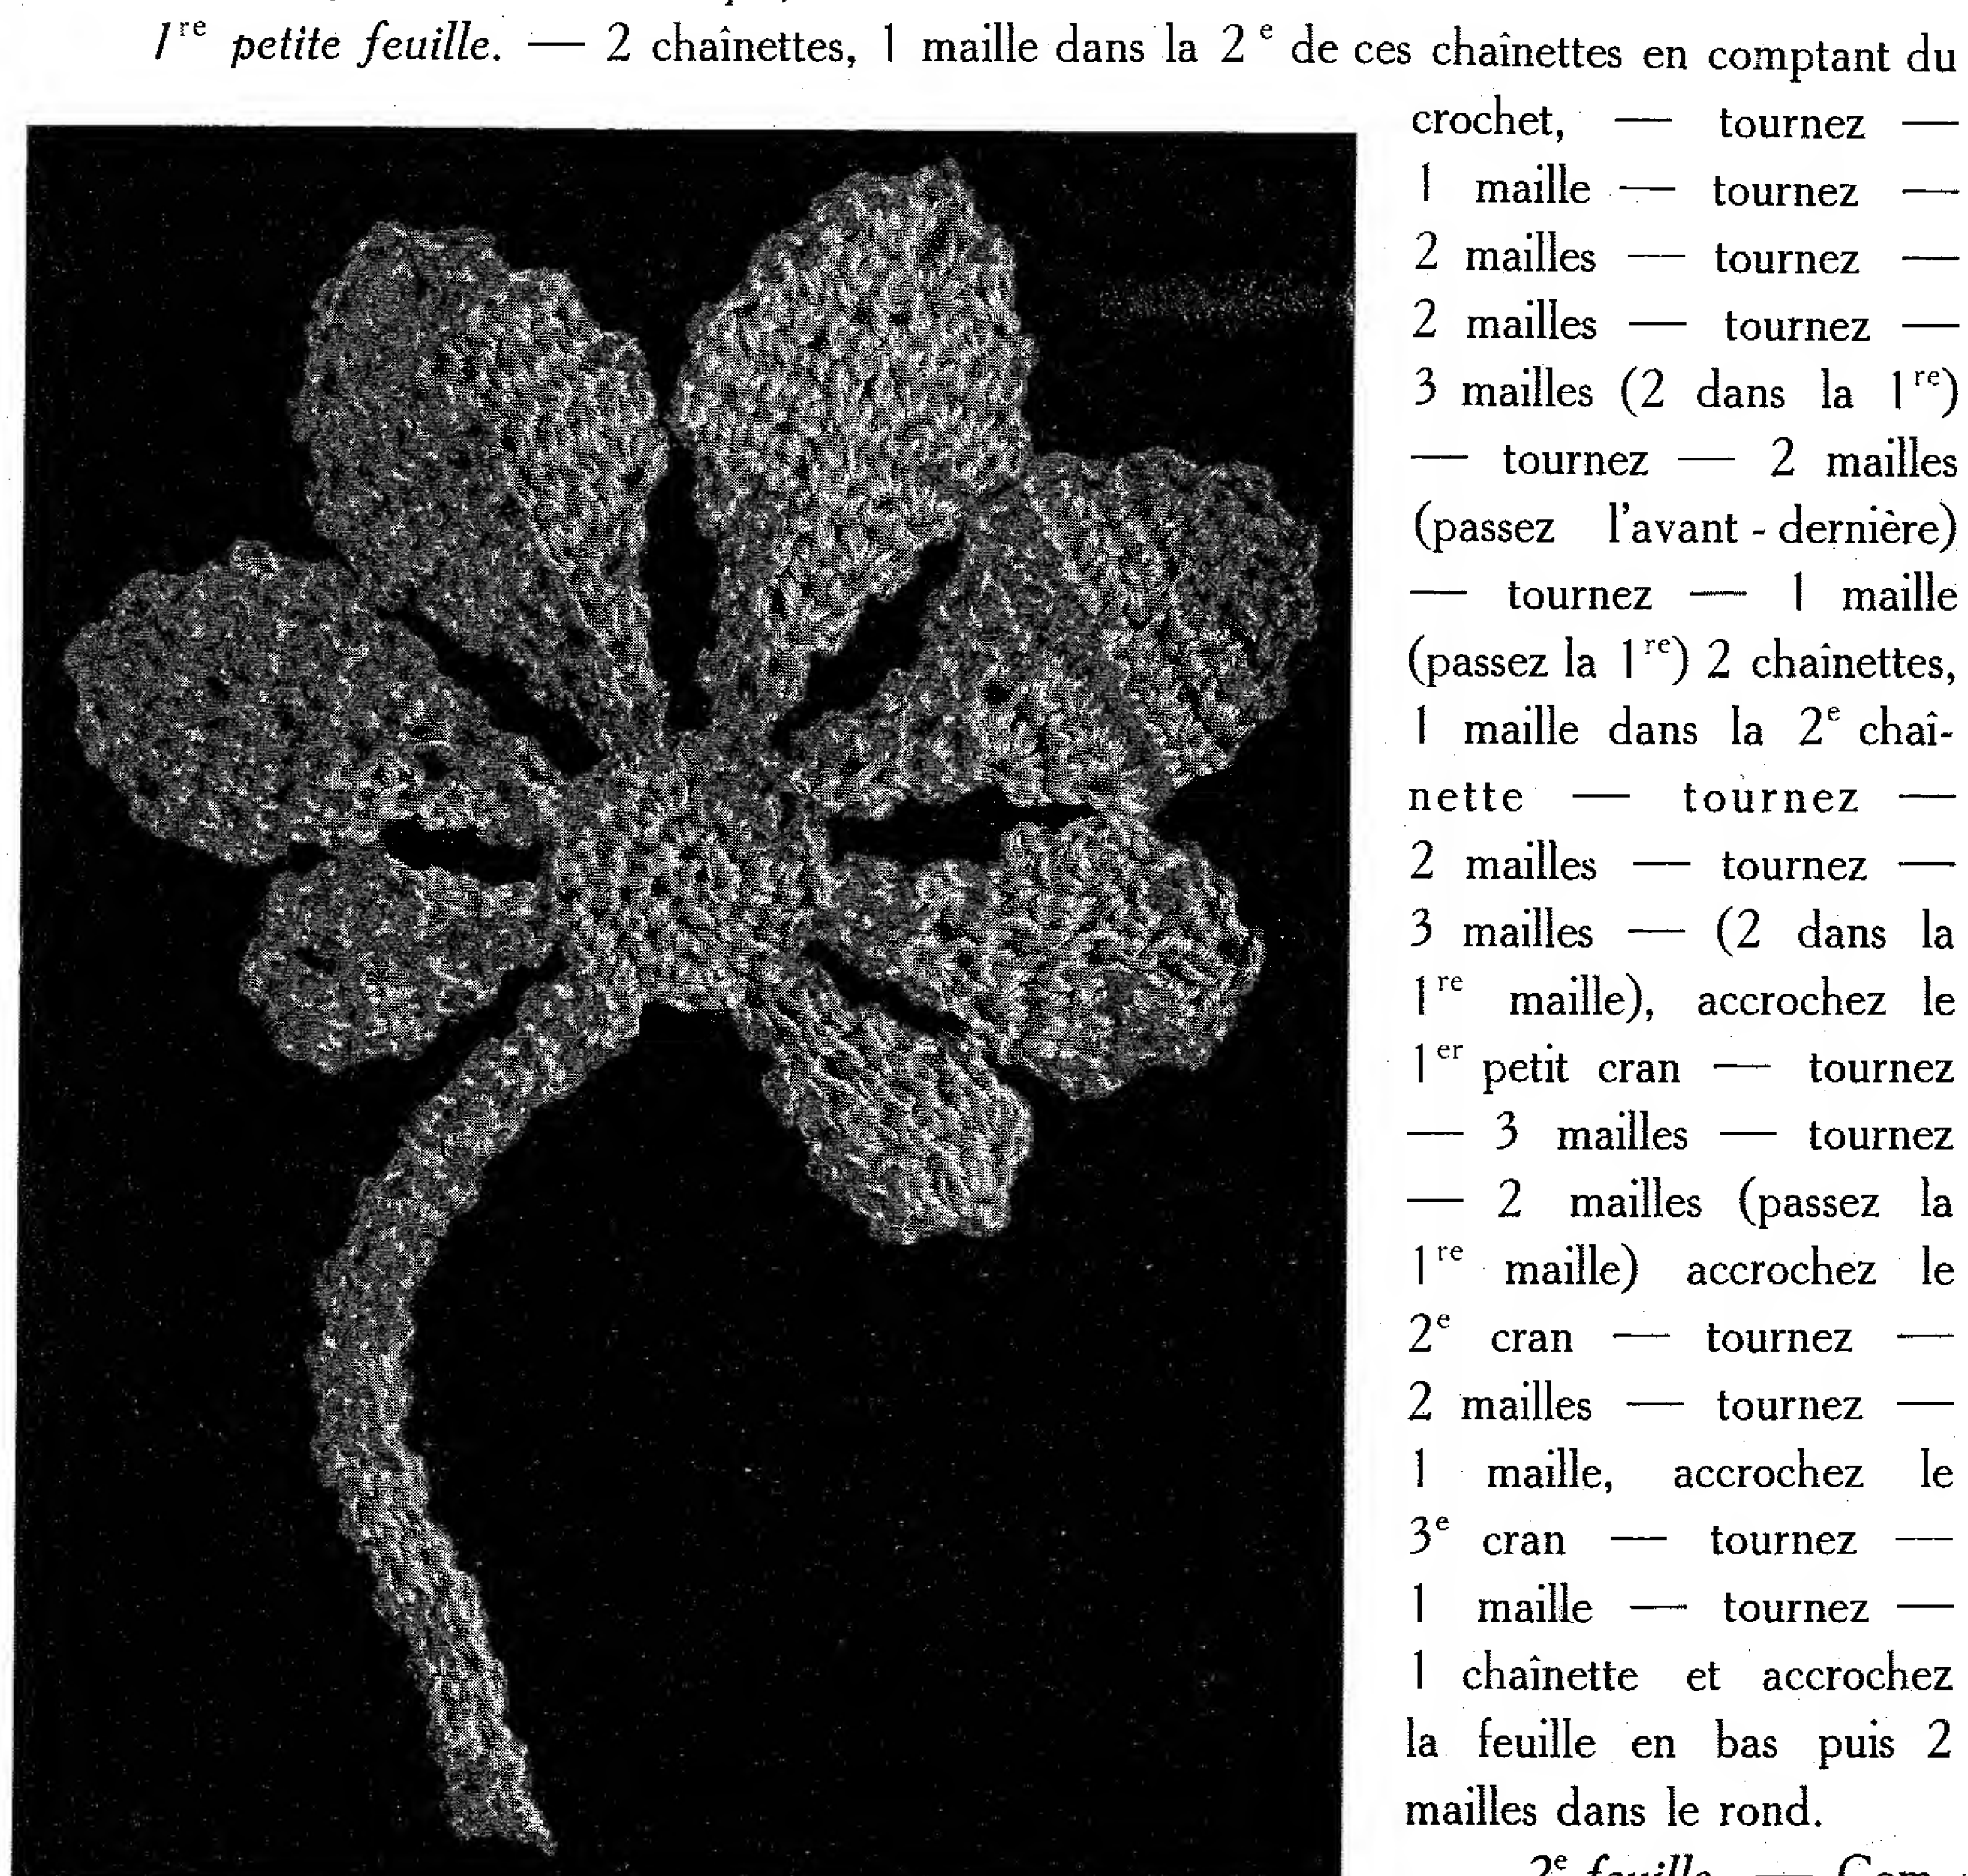 1re petite feuille. — 2 chaînettes, 1 maille dans la 2e de ces chaînettes en comptant du
crochet, — tournez —
1 maille — tournez —
2 mailles — tournez —
2 mailles — tournez —
3 mailles (2 dans la 1re)
— tournez — 2 mailles
(passez l'avant-dernière)
— tournez — 1 maille
(passez la 1re) 2 chaînettes,
1 maille dans la 2e chaî-
nette — tournez —
2 mailles — tournez —
3 mailles — (2 dans la
1re maille), accrochez le
1er petit cran — tournez
— 3 mailles — tournez
— 2 mailles (passez la
1re maille) accrochez le
2e cran — tournez —
2 mailles — tournez —
1 maille, accrochez le
3e cran — tournez —
1 maille — tournez —
1 chaînette et accrochez
la feuille en bas puis 2
mailles dans le rond.
2e feuille. — Com-